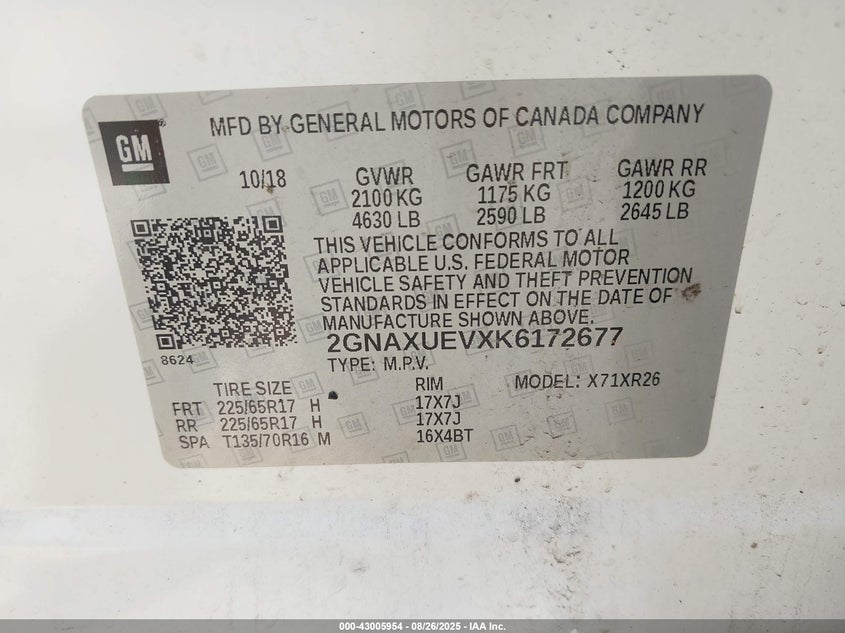 GM
MFD BY GENERAL MOTORS OF CANADA COMPANY
10/18 GVWR GAWR FRT GAWR RR
2100 KG 1175 KG 1200 KG
4630 LB 2590 LB 2645 LB
THIS VEHICLE CONFORMS TO ALL
APPLICABLE U.S. FEDERAL MOTOR
VEHICLE SAFETY AND THEFT PREVENTION
STANDARDS IN EFFECT ON THE DATE OF
MANUFACTURE SHOWN ABOVE.
8624
2GNAXUEVXK6172677
TYPE: M.P.V. MODEL: X71XR26
TIRE SIZE RIM
FRT 225/65R17 H 17X7J
RR 225/65R17 H 17X7J
SPA T135/70R16 M 16X4BT
000-43005954 - 08/26/2025 - IAA Inc.